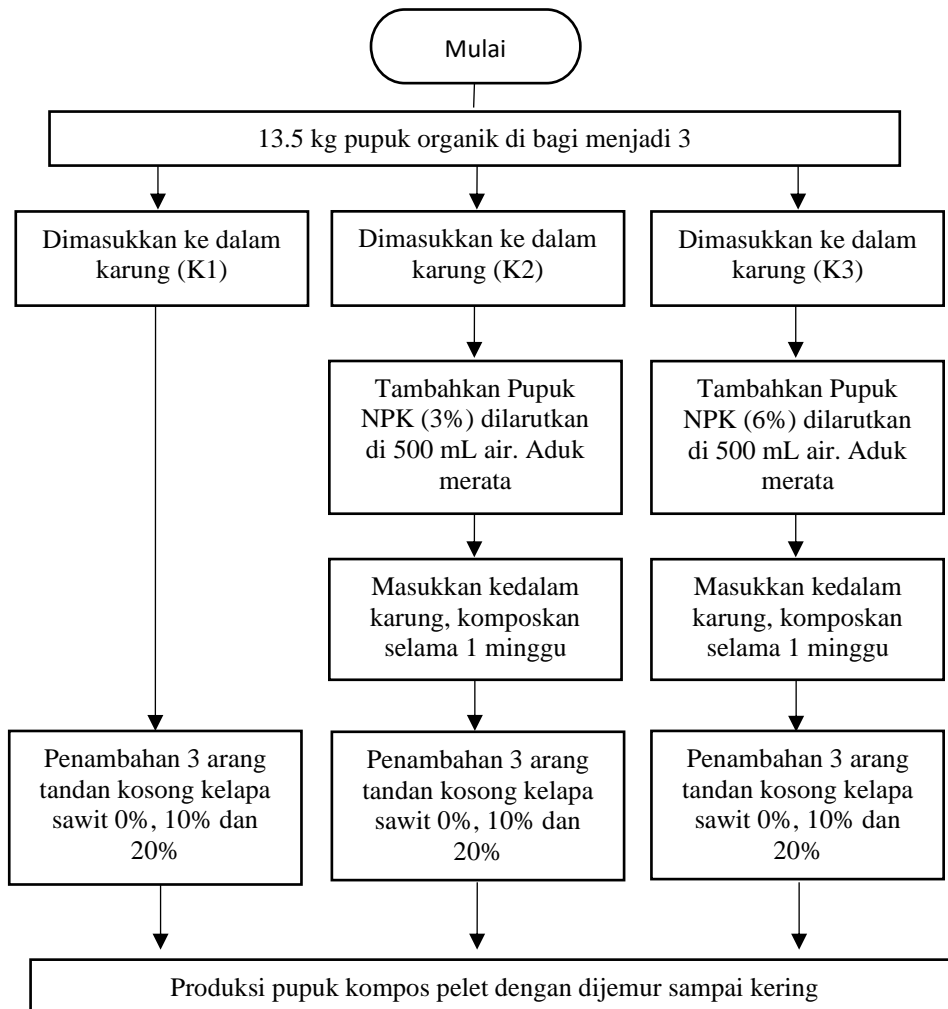 Mulai
13.5 kg pupuk organik di bagi menjadi 3
Dimasukkan ke dalam
karung (K1)
Dimasukkan ke dalam
karung (K2)
Dimasukkan ke dalam
karung (K3)
Tambahkan Pupuk
NPK (3%) dilarutkan
di 500 mL air. Aduk
merata
Tambahkan Pupuk
NPK (6%) dilarutkan
di 500 mL air. Aduk
merata
Masukkan kedalam
karung, komposkan
selama 1 minggu
Masukkan kedalam
karung, komposkan
selama 1 minggu
Penambahan 3 arang
tandan kosong kelapa
sawit 0%, 10% dan
20%
Penambahan 3 arang
tandan kosong kelapa
sawit 0%, 10% dan
20%
Penambahan 3 arang
tandan kosong kelapa
sawit 0%, 10% dan
20%
Produksi pupuk kompos pelet dengan dijemur sampai kering